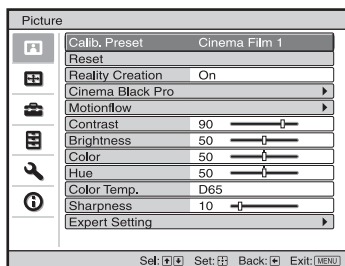 Picture
Calib. Preset Cinema Film 1
Reset
Reality Creation On
Cinema Black Pro
Motionflow
Contrast 90
Brightness 50
Color 50
Hue 50
Color Temp. D65
Sharpness 10
Expert Setting
Sel: Set: Back: Exit: MENU